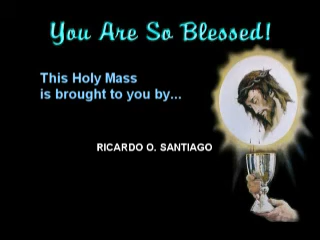 You Are So Blessed!
This Holy Mass
is brought to you by...
RICARDO O. SANTIAGO